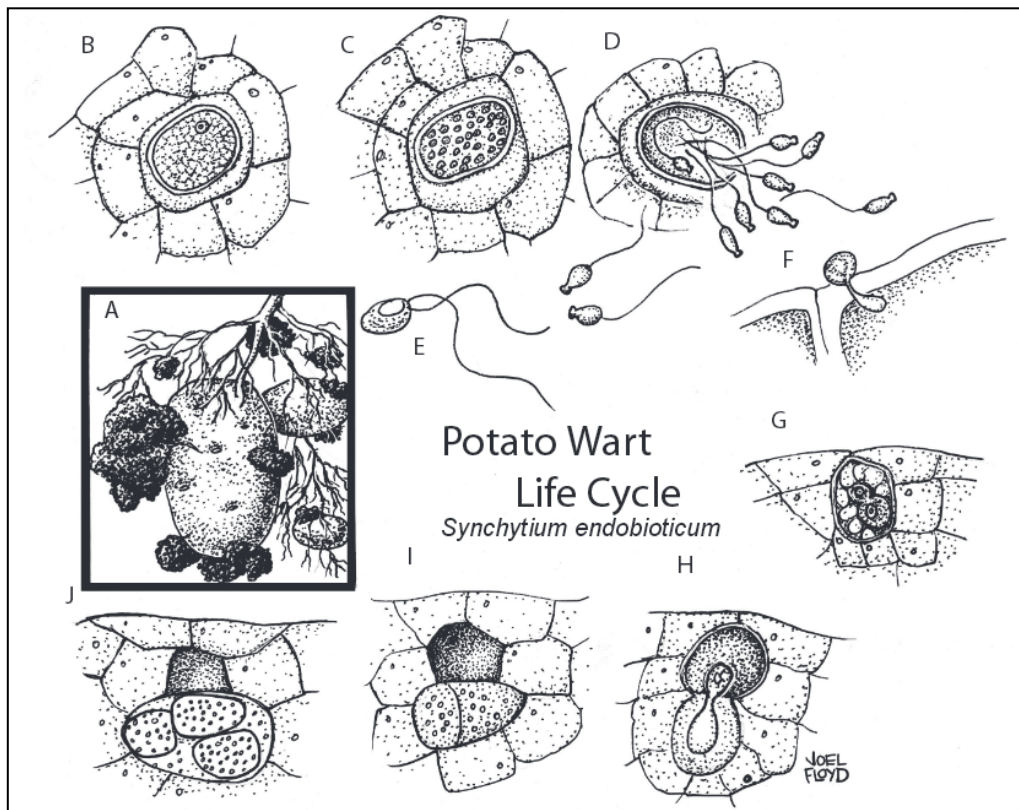 B
C
D
F
A
E
Potato Wart
Life Cycle
Synchytium endobioticum
G
I
H
J
JOEL
FLOYD